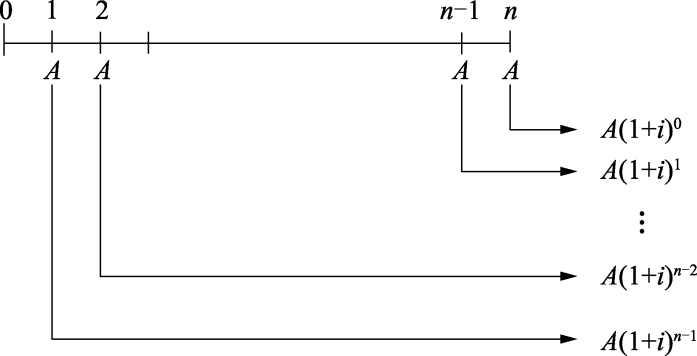 0 1 2 n−1 n
A A A A
A(1+i)⁰
A(1+i)¹
⋮
A(1+i)ⁿ⁻²
A(1+i)ⁿ⁻¹